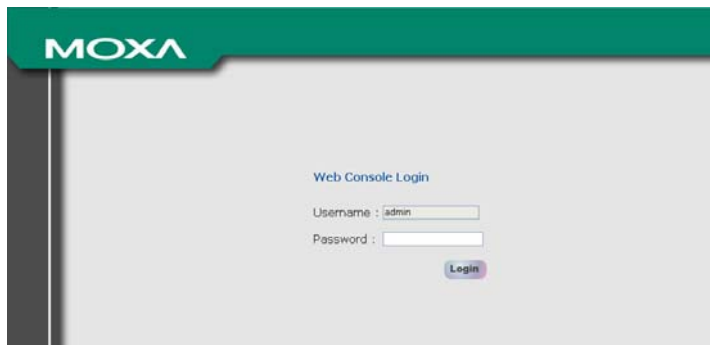 MOXA
Web Console Login
Username : admin
Password :
Login